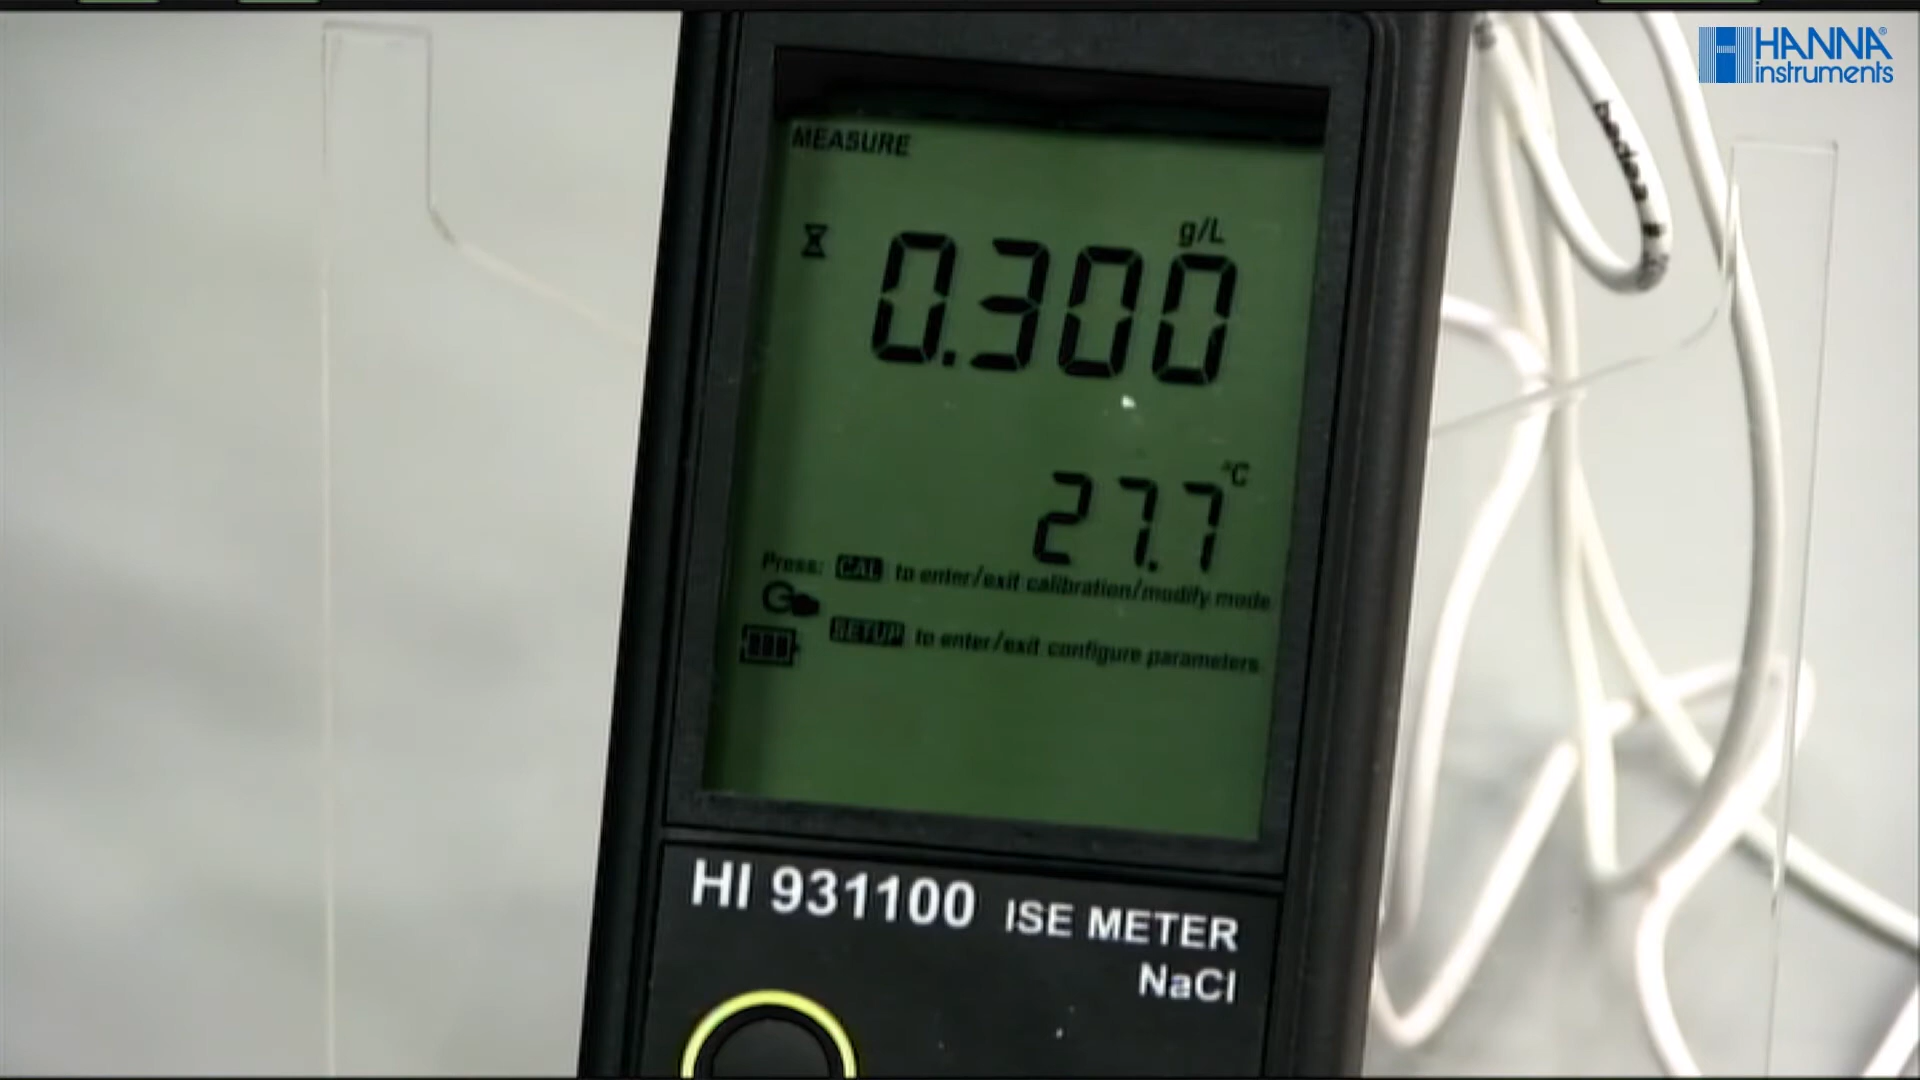 HANNA®
instruments
MEASURE
g/L
0.300
°C
27.7
Press: CAL to enter/exit calibration/modify mode
SETUP to enter/exit configure parameters.
HI 931100 ISE METER
NaCl